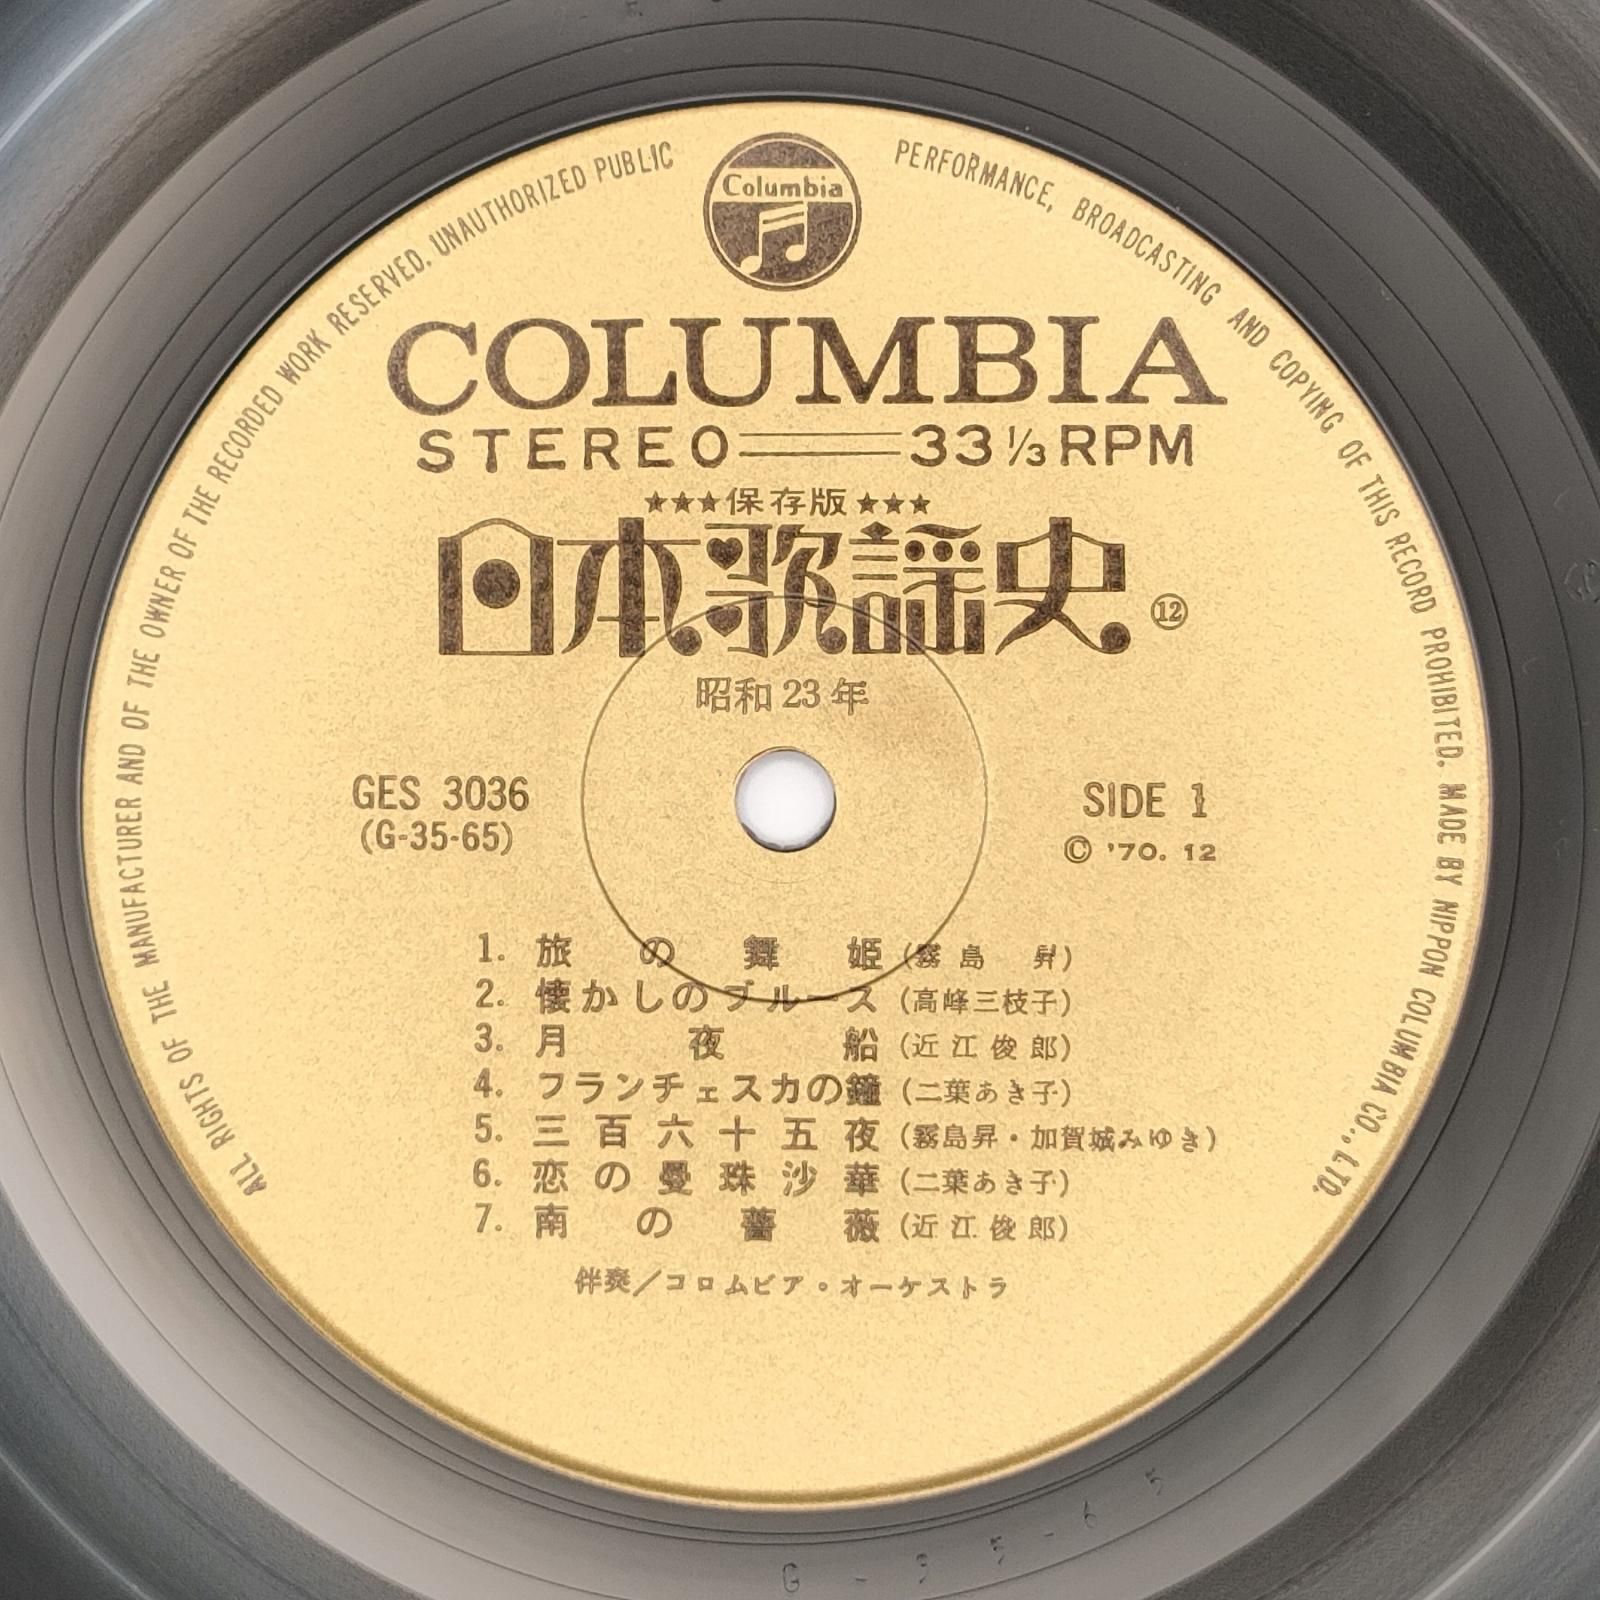 ALL RIGHTS OF THE MANUFACTURER AND OF THE OWNER OF THE RECORDED WORK RESERVED. UNAUTHORIZED PUBLIC PERFORMANCE, BROADCASTING AND COPYING OF THIS RECORD PROHIBITED. MADE BY NIPPON COLUMBIA CO., LTD.
Columbia
COLUMBIA
STEREO 33 1/3 RPM
★★★保存版★★★
日本歌謡史 ⑫
昭和23年
GES 3036
(G-35-65)
SIDE 1
© '70. 12
1. 旅の舞姫 (霧島昇)
2. 懐かしのブルース (高峰三枝子)
3. 月夜船 (近江俊郎)
4. フランチェスカの鐘 (二葉あき子)
5. 三百六十五夜 (霧島昇・加賀城みゆき)
6. 恋の曼珠沙華 (二葉あき子)
7. 南の薔薇 (近江俊郎)
伴奏／コロムビア・オーケストラ
G-35-65